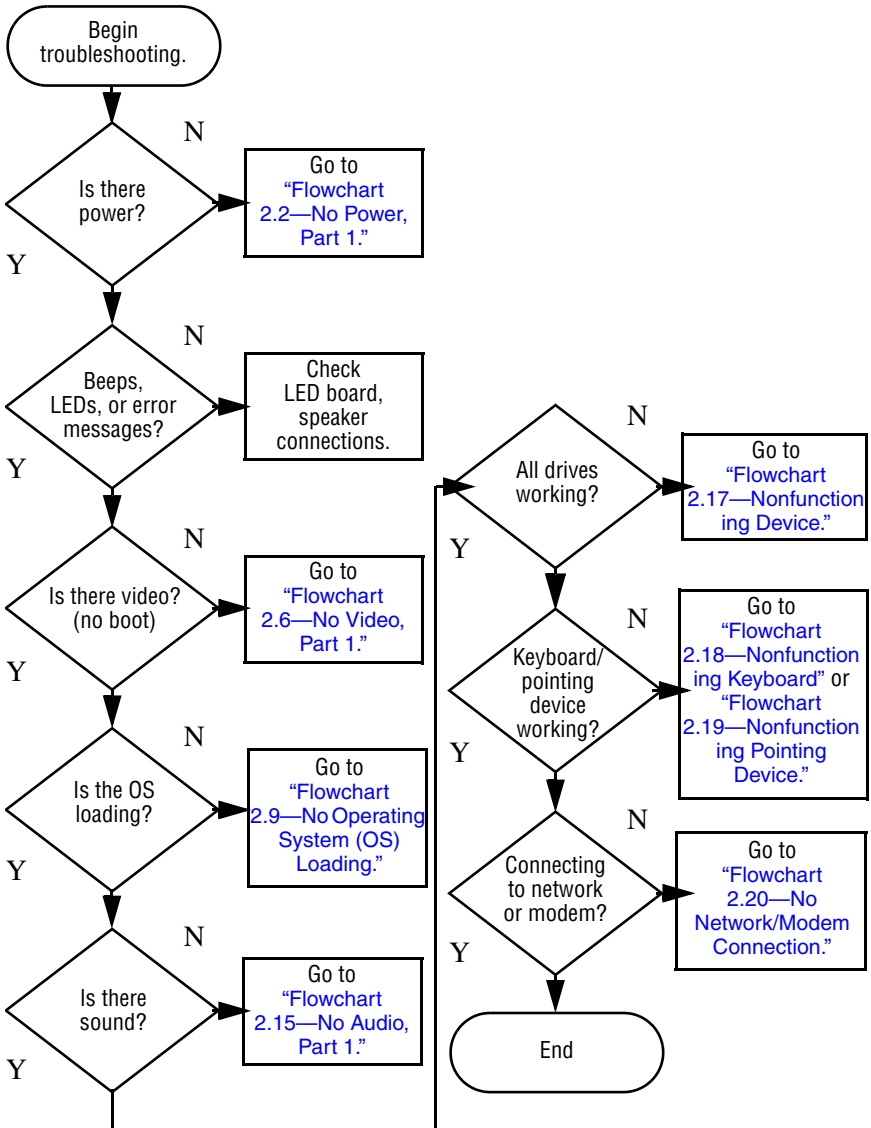 Begin
troubleshooting.
N
Is there
power?
Go to
“Flowchart
2.2—No Power,
Part 1.”
Y
N
Beeps,
LEDs, or error
messages?
Check
LED board,
speaker
connections.
Y
N
Is there video?
(no boot)
Go to
“Flowchart
2.6—No Video,
Part 1.”
Y
N
Is the OS
loading?
Go to
“Flowchart
2.9—No Operating
System (OS)
Loading.”
Y
N
Is there
sound?
Go to
“Flowchart
2.15—No Audio,
Part 1.”
Y
N
All drives
working?
Go to
“Flowchart
2.17—Nonfunction
ing Device.”
Y
N
Keyboard/
pointing
device
working?
Go to
“Flowchart
2.18—Nonfunction
ing Keyboard” or
“Flowchart
2.19—Nonfunction
ing Pointing
Device.”
Y
N
Connecting
to network
or modem?
Go to
“Flowchart
2.20—No
Network/Modem
Connection.”
Y
End